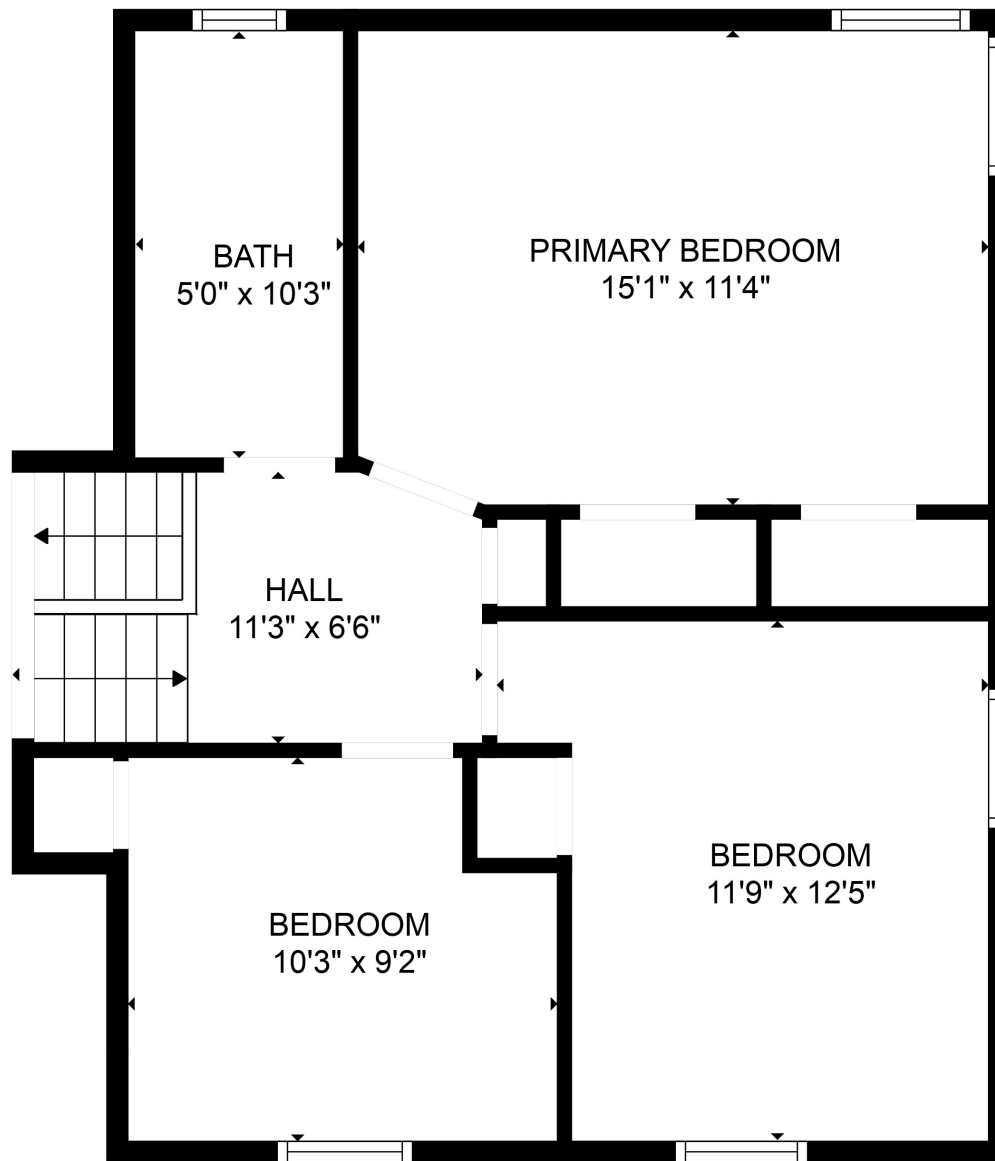 BATH
5'0" x 10'3"
PRIMARY BEDROOM
15'1" x 11'4"
HALL
11'3" x 6'6"
BEDROOM
11'9" x 12'5"
BEDROOM
10'3" x 9'2"